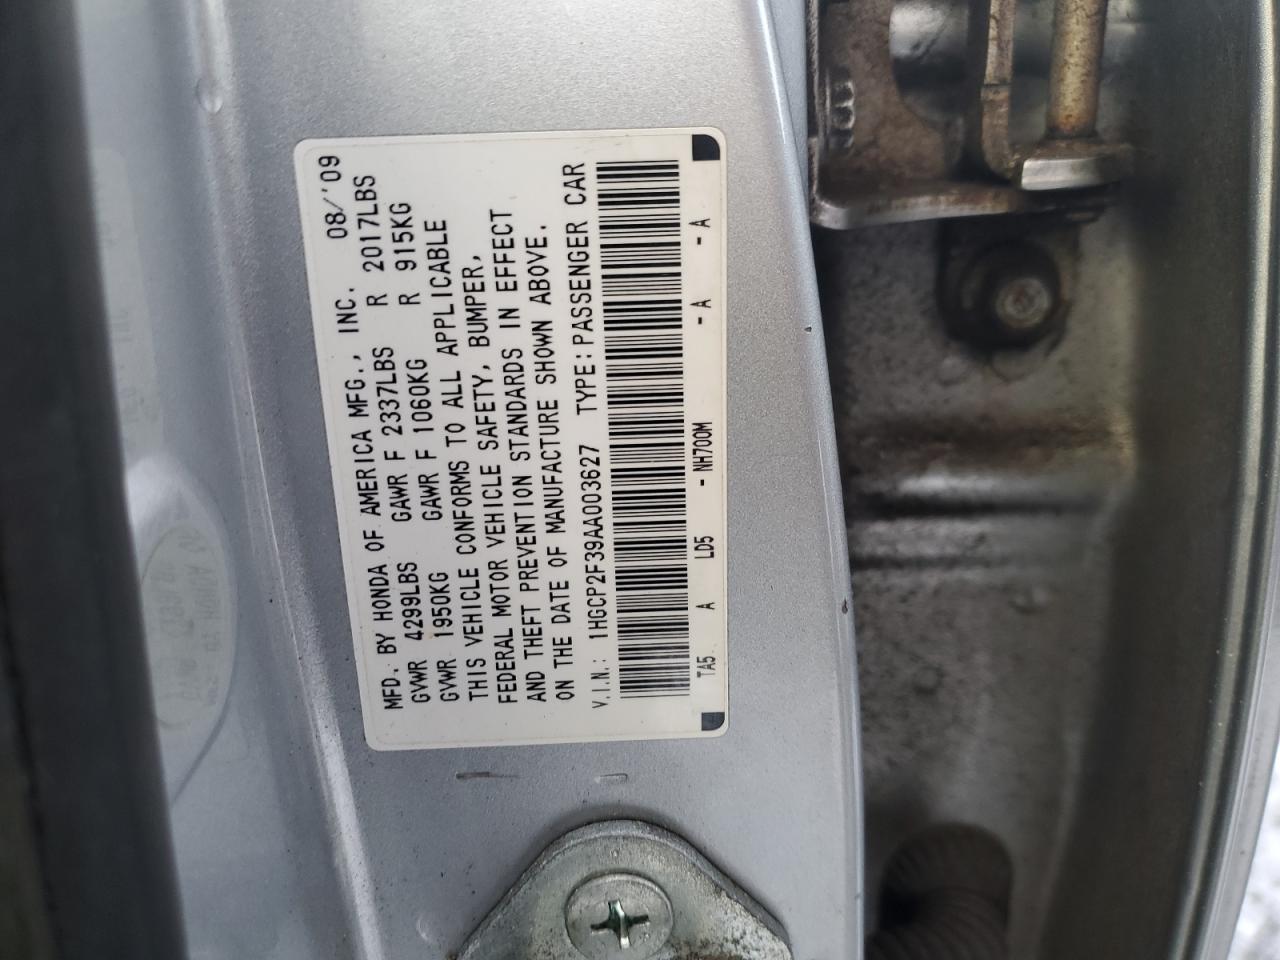 MFD. BY HONDA OF AMERICA MFG., INC. 08/'09
GVWR 4299LBS GAWR F 2337LBS R 2017LBS
GVWR 1950KG GAWR F 1060KG R 915KG
THIS VEHICLE CONFORMS TO ALL APPLICABLE
FEDERAL MOTOR VEHICLE SAFETY, BUMPER,
AND THEFT PREVENTION STANDARDS IN EFFECT
ON THE DATE OF MANUFACTURE SHOWN ABOVE.
V.I.N.: 1HGCP2F39AA003627 TYPE: PASSENGER CAR
TA5 A LD5 - NH700M - A - A